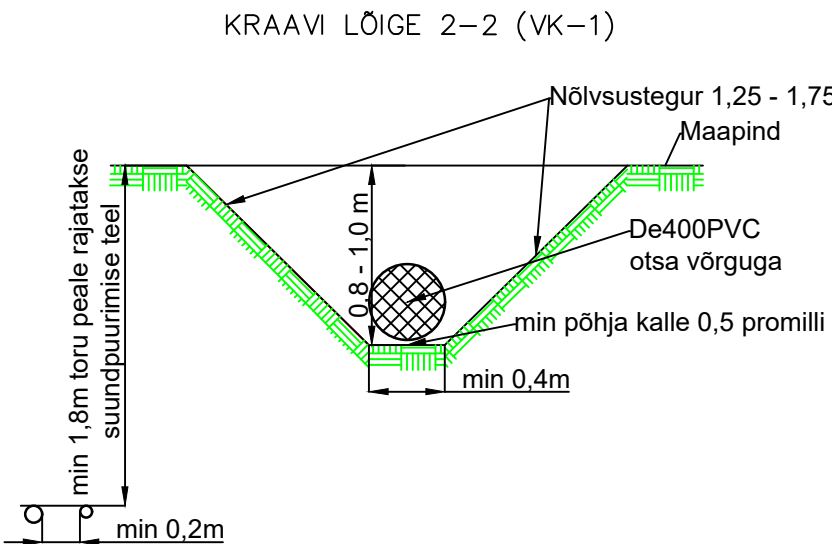 KRAAVI LÕIGE 2-2 (VK-1)
Nõlvsustegur 1,25 - 1,75
Maapind
De400PVC
otsa võrguga
0,8 - 1,0 m
min põhja kalle 0,5 promilli
min 0,4m
min 1,8m toru peale rajatakse
suundpuurimise teel
min 0,2m